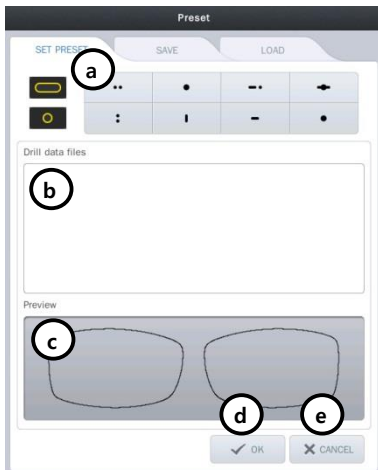 Preset
SET PRESET SAVE LOAD
a
Drill data files
b
Preview
c
d e
OK CANCEL